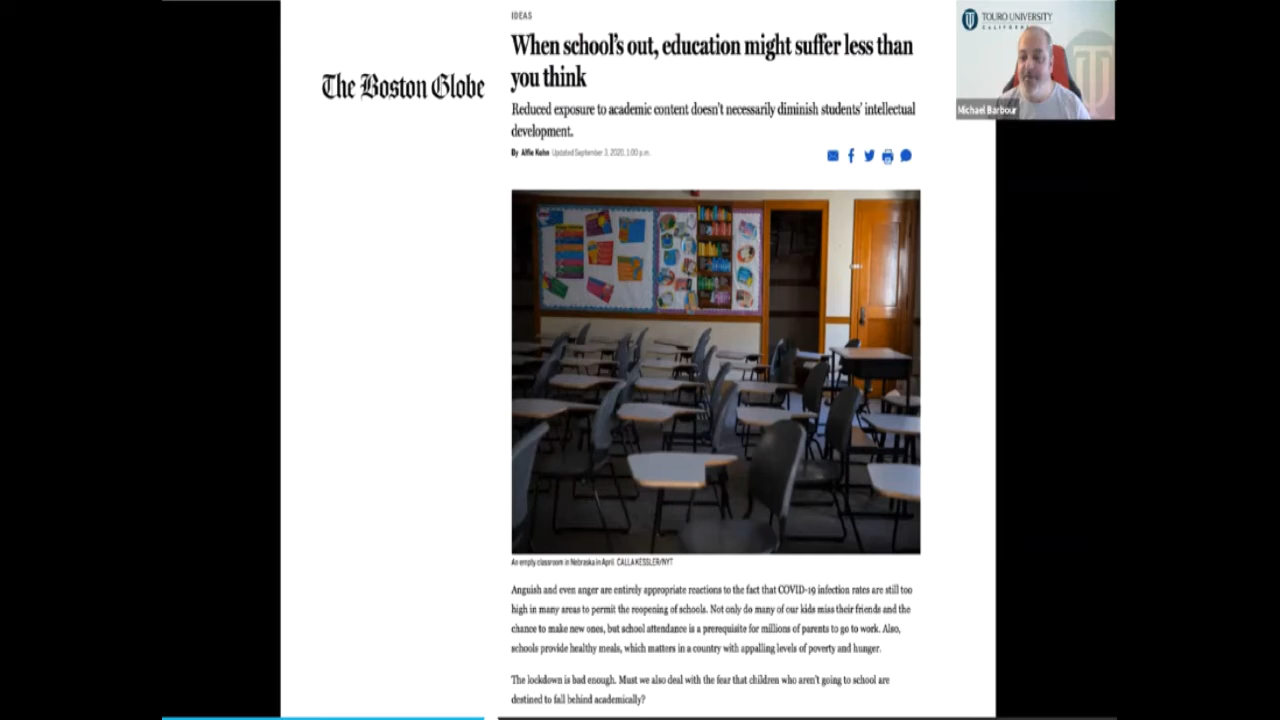 IDEAS
When school's out, education might suffer less than
you think
The Boston Globe
Reduced exposure to academic content doesn't necessarily diminish students' intellectual
development.
By Alfie Kohn Updated September 3, 2020, 1:00 p.m.
TOURO UNIVERSITY
CALIFORNIA
Michael Barbour
An empty classroom in Nebraska in April. CALLA KESSLER/NYT
Anguish and even anger are entirely appropriate reactions to the fact that COVID-19 infection rates are still too
high in many areas to permit the reopening of schools. Not only do many of our kids miss their friends and the
chance to make new ones, but school attendance is a prerequisite for millions of parents to go to work. Also,
schools provide healthy meals, which matters in a country with appalling levels of poverty and hunger.
The lockdown is bad enough. Must we also deal with the fear that children who aren't going to school are
destined to fall behind academically?